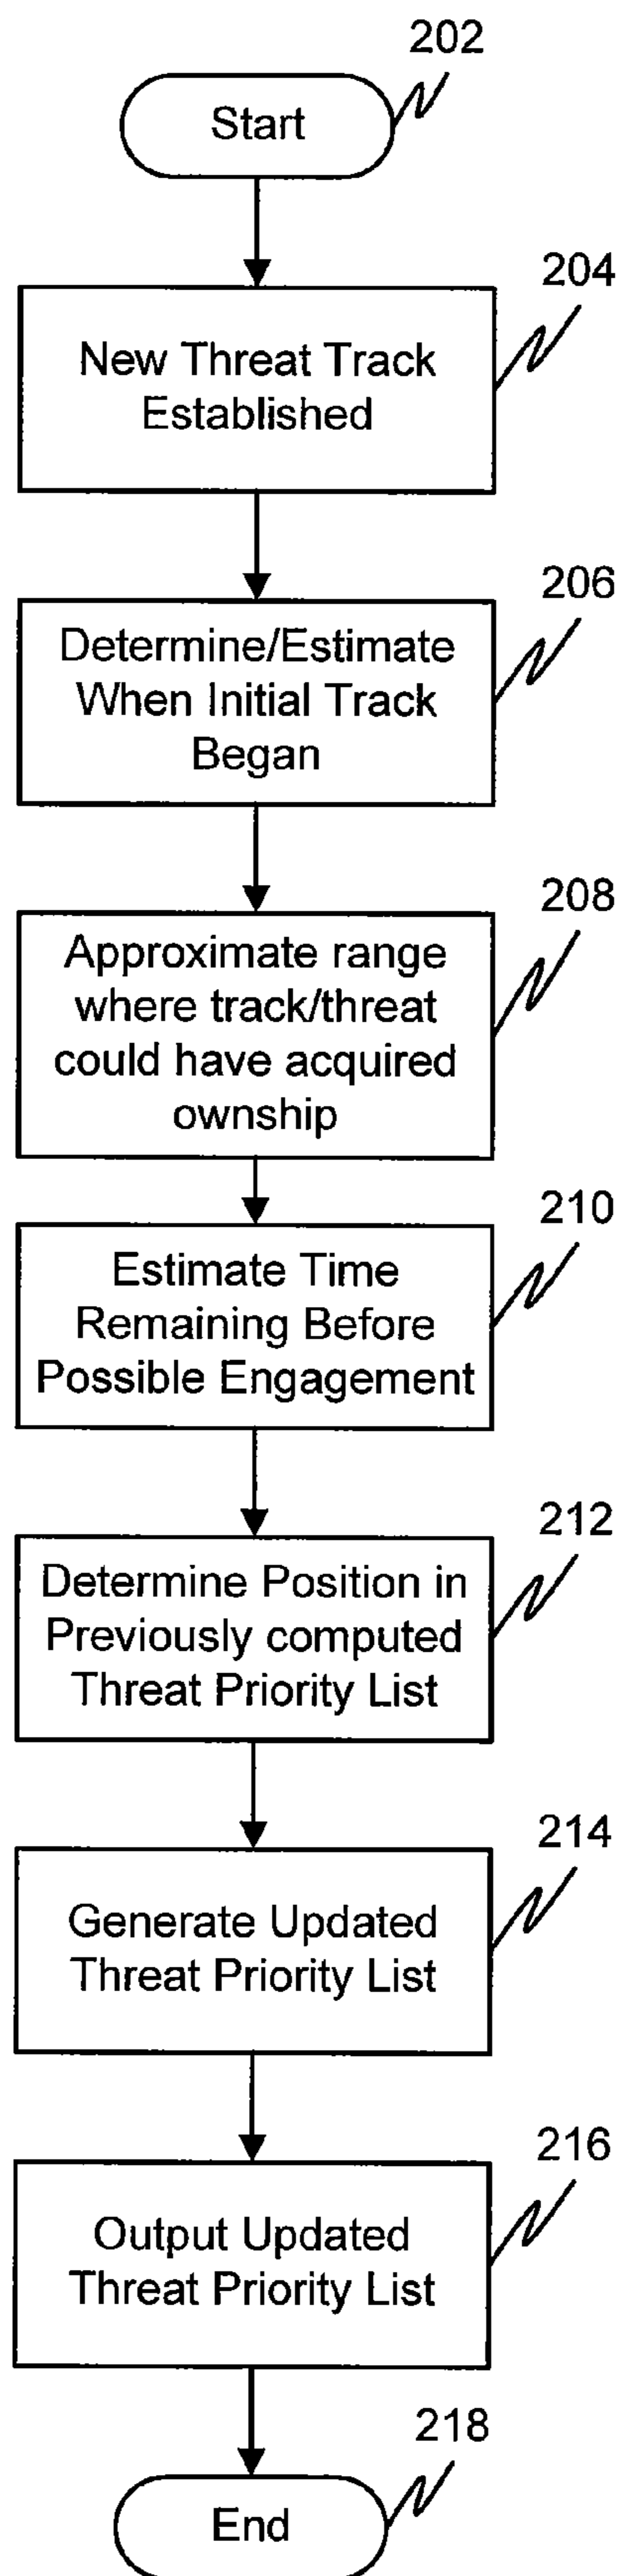 202
Start
204
New Threat Track
Established
206
Determine/Estimate
When Initial Track
Began
208
Approximate range
where track/threat
could have acquired
ownship
210
Estimate Time
Remaining Before
Possible Engagement
212
Determine Position in
Previously computed
Threat Priority List
214
Generate Updated
Threat Priority List
216
Output Updated
Threat Priority List
218
End